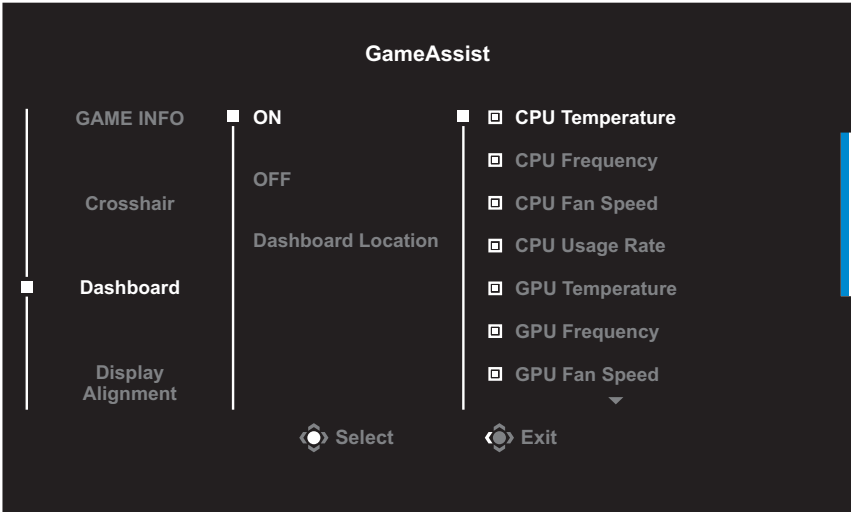 GameAssist
GAME INFO
Crosshair
Dashboard
Display
Alignment
ON
OFF
Dashboard Location
CPU Temperature
CPU Frequency
CPU Fan Speed
CPU Usage Rate
GPU Temperature
GPU Frequency
GPU Fan Speed
Select
Exit